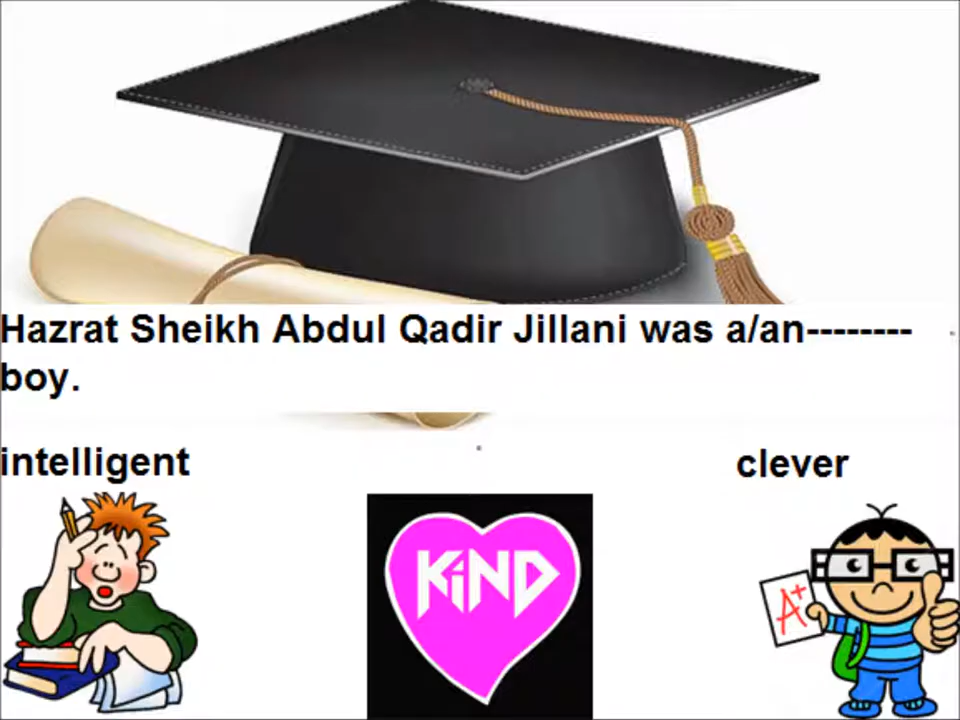 Hazrat Sheikh Abdul Qadir Jillani was a/an--------
boy.
intelligent
clever
KiND
A+